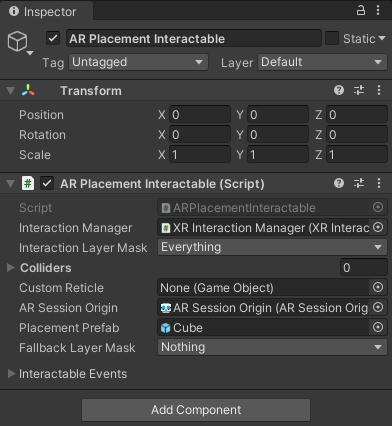 Inspector
AR Placement Interactable Static
Tag Untagged Layer Default
Transform
Position X 0 Y 0 Z 0
Rotation X 0 Y 0 Z 0
Scale X 1 Y 1 Z 1
# AR Placement Interactable (Script)
Script # ARPlacementInteractable
Interaction Manager # XR Interaction Manager (XR Interac
Interaction Layer Mask Everything
Colliders 0
Custom Reticle None (Game Object)
AR Session Origin AR Session Origin (AR Session Orig
Placement Prefab Cube
Fallback Layer Mask Nothing
Interactable Events
Add Component